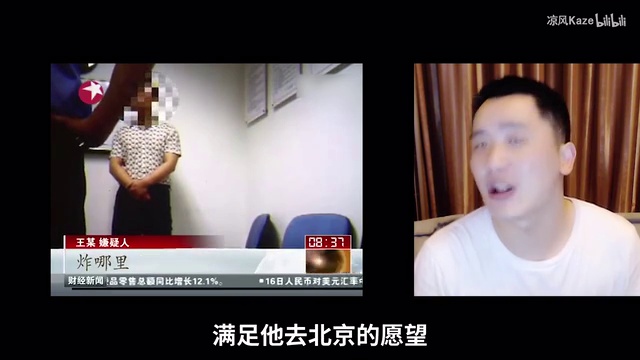 凉风Kaze bilibili
王某 嫌疑人
08:37
炸哪里
财经新闻 品零售总额同比增长12.1%。 ■16日人民币对美元汇率中
满足他去北京的愿望